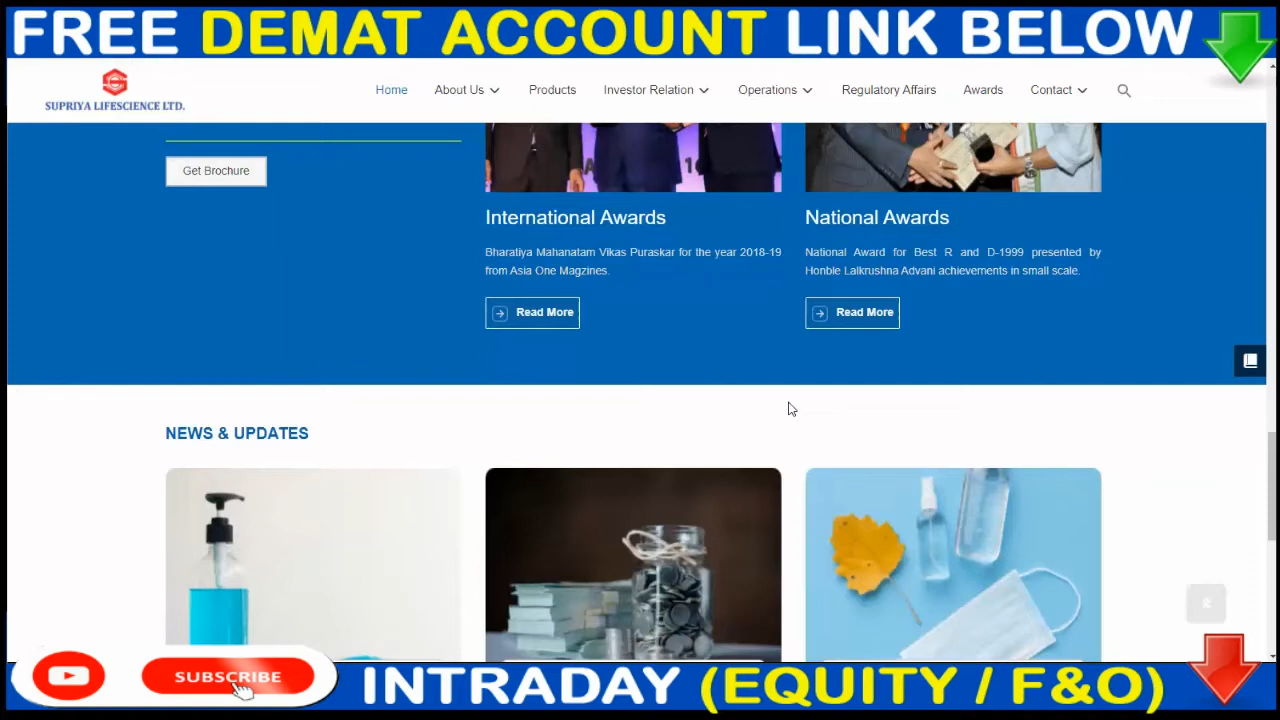 FREE DEMAT ACCOUNT LINK BELOW
SUPRIYA LIFESCIENCE LTD.
Home About Us Products Investor Relation Operations Regulatory Affairs Awards Contact
Get Brochure
International Awards
Bharatiya Mahanatam Vikas Puraskar for the year 2018-19
from Asia One Magzines.
Read More
National Awards
National Award for Best R and D-1999 presented by
Honble Lalkrushna Advani achievements in small scale.
Read More
NEWS & UPDATES
SUBSCRIBE
INTRADAY (EQUITY / F&O)